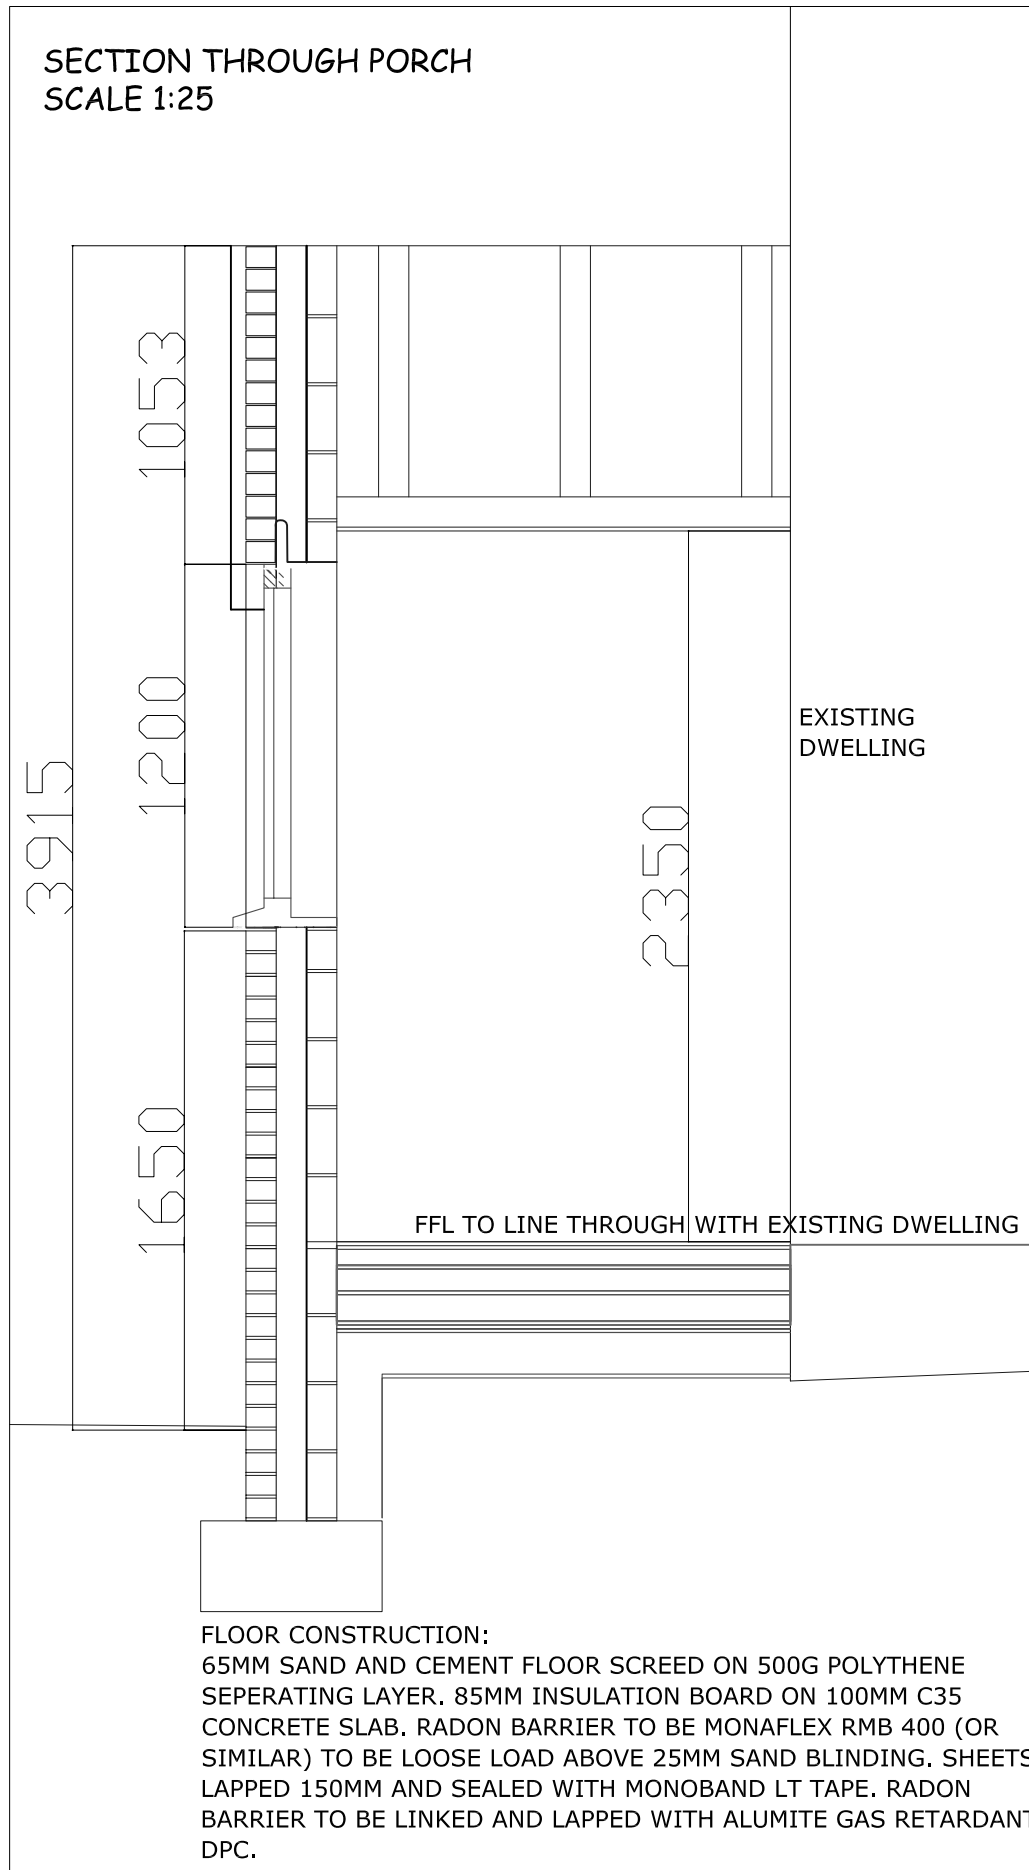 SECTION THROUGH PORCH
SCALE 1:25
1053
1200
3915
EXISTING
DWELLING
2350
1650
FFL TO LINE THROUGH WITH EXISTING DWELLING
FLOOR CONSTRUCTION:
65MM SAND AND CEMENT FLOOR SCREED ON 500G POLYTHENE
SEPERATING LAYER. 85MM INSULATION BOARD ON 100MM C35
CONCRETE SLAB. RADON BARRIER TO BE MONAFLEX RMB 400 (OR
SIMILAR) TO BE LOOSE LOAD ABOVE 25MM SAND BLINDING. SHEETS
LAPPED 150MM AND SEALED WITH MONOBAND LT TAPE. RADON
BARRIER TO BE LINKED AND LAPPED WITH ALUMITE GAS RETARDANT
DPC.